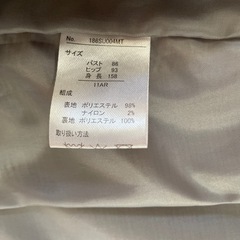 No. 186SU004MT
サイズ
バスト 86
ヒップ 93
身長 158
11AR
組成
表地 ポリエステル 98%
ナイロン 2%
裏地 ポリエステル 100%
取り扱い方法